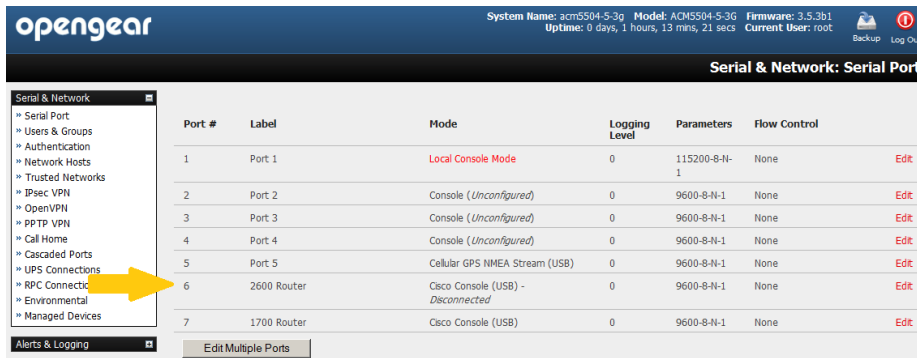 opengear
System Name: acm5504-5-3g Model: ACM5504-5-3G Firmware: 3.5.3b1
Uptime: 0 days, 1 hours, 13 mins, 21 secs Current User: root
Backup
Log Ou
Serial & Network: Serial Port
Serial & Network
» Serial Port
» Users & Groups
» Authentication
» Network Hosts
» Trusted Networks
» IPsec VPN
» OpenVPN
» PPTP VPN
» Call Home
» Cascaded Ports
» UPS Connections
» RPC Connectio
» Environmental
» Managed Devices
Alerts & Logging
Port # Label Mode Logging Level Parameters Flow Control
1 Port 1 Local Console Mode 0 115200-8-N-1 None Edit
2 Port 2 Console (Unconfigured) 0 9600-8-N-1 None Edit
3 Port 3 Console (Unconfigured) 0 9600-8-N-1 None Edit
4 Port 4 Console (Unconfigured) 0 9600-8-N-1 None Edit
5 Port 5 Cellular GPS NMEA Stream (USB) 0 9600-8-N-1 None Edit
6 2600 Router Cisco Console (USB) - Disconnected 0 9600-8-N-1 None Edit
7 1700 Router Cisco Console (USB) 0 9600-8-N-1 None Edit
Edit Multiple Ports